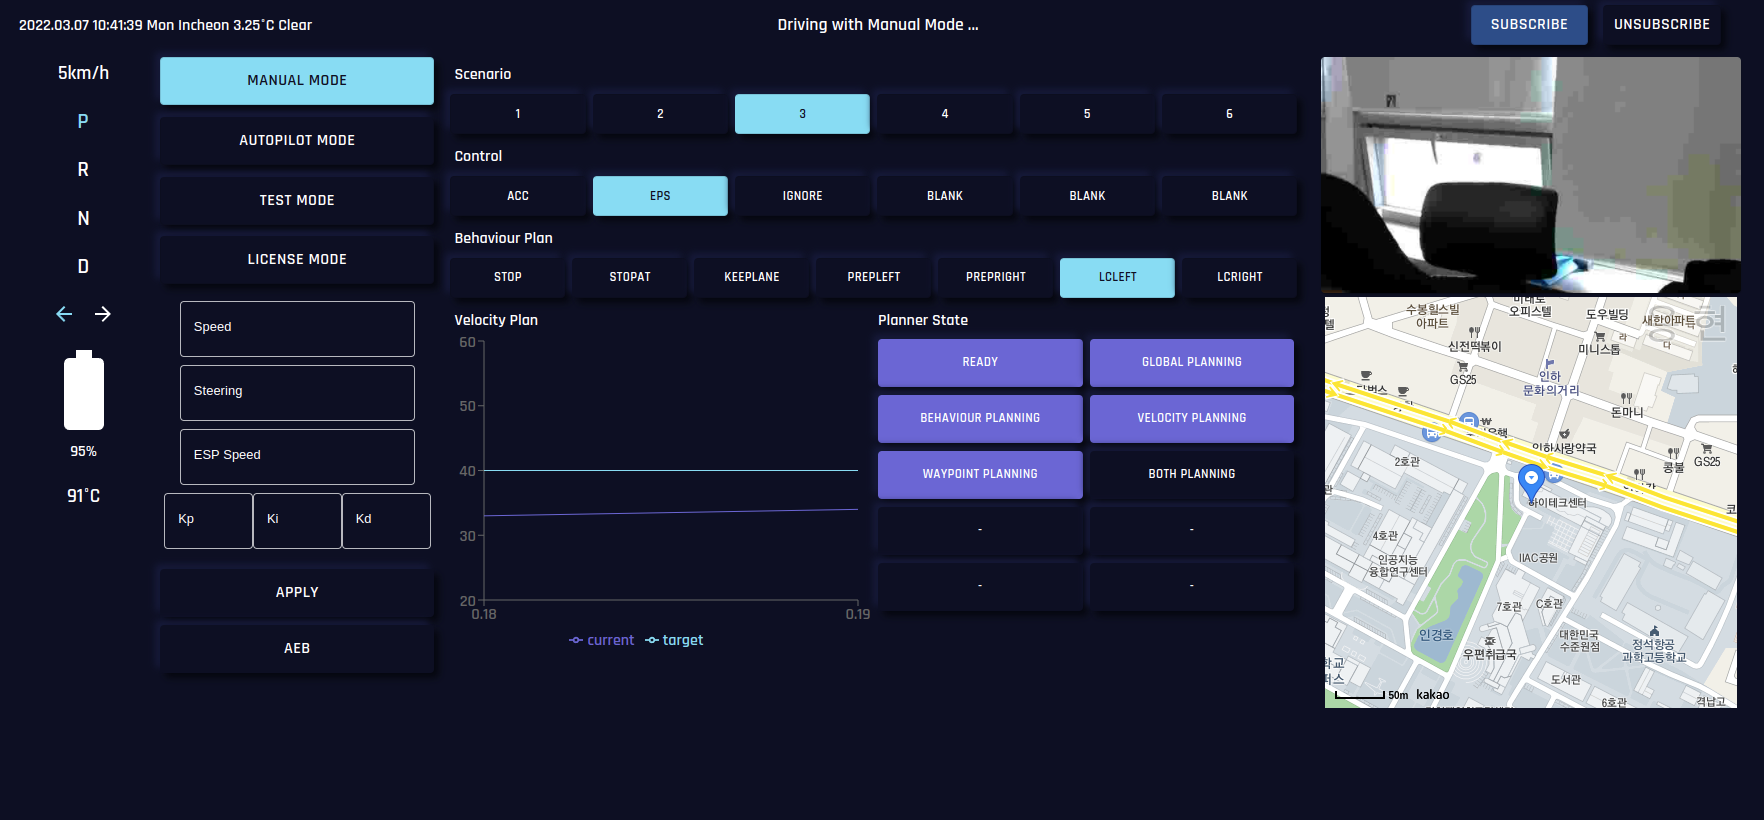 2022.03.07 10:41:39 Mon Incheon 3.25°C Clear
Driving with Manual Mode ...
SUBSCRIBE
UNSUBSCRIBE
5km/h
P
R
N
D
95%
91°C
MANUAL MODE
AUTOPILOT MODE
TEST MODE
LICENSE MODE
Speed
Steering
ESP Speed
Kp
Ki
Kd
APPLY
AEB
Scenario
1
2
3
4
5
6
Control
ACC
EPS
IGNORE
BLANK
BLANK
BLANK
Behaviour Plan
STOP
STOPAT
KEEPLANE
PREPLEFT
PREPRIGHT
LCLEFT
LCRIGHT
Velocity Plan
60
50
40
30
20
0.18
0.19
current
target
Planner State
READY
GLOBAL PLANNING
BEHAVIOUR PLANNING
VELOCITY PLANNING
WAYPOINT PLANNING
BOTH PLANNING
-
-
-
-
수봉힐스빌
아파트
오피스텔
도우빌딩
새한아파트
용현
신전떡볶이
미니스톱
GS25
인하
문화의거리
돈마니
인하사랑약국
콩불
GS25
2호관
하이테크센터
4호관
IIAC공원
인공지능
융합연구센터
7호관
C호관
인경호
우편취급국
대한민국
수준원점
정석항공
과학고등학교
도서관
6호관
격납고
50m
kakao